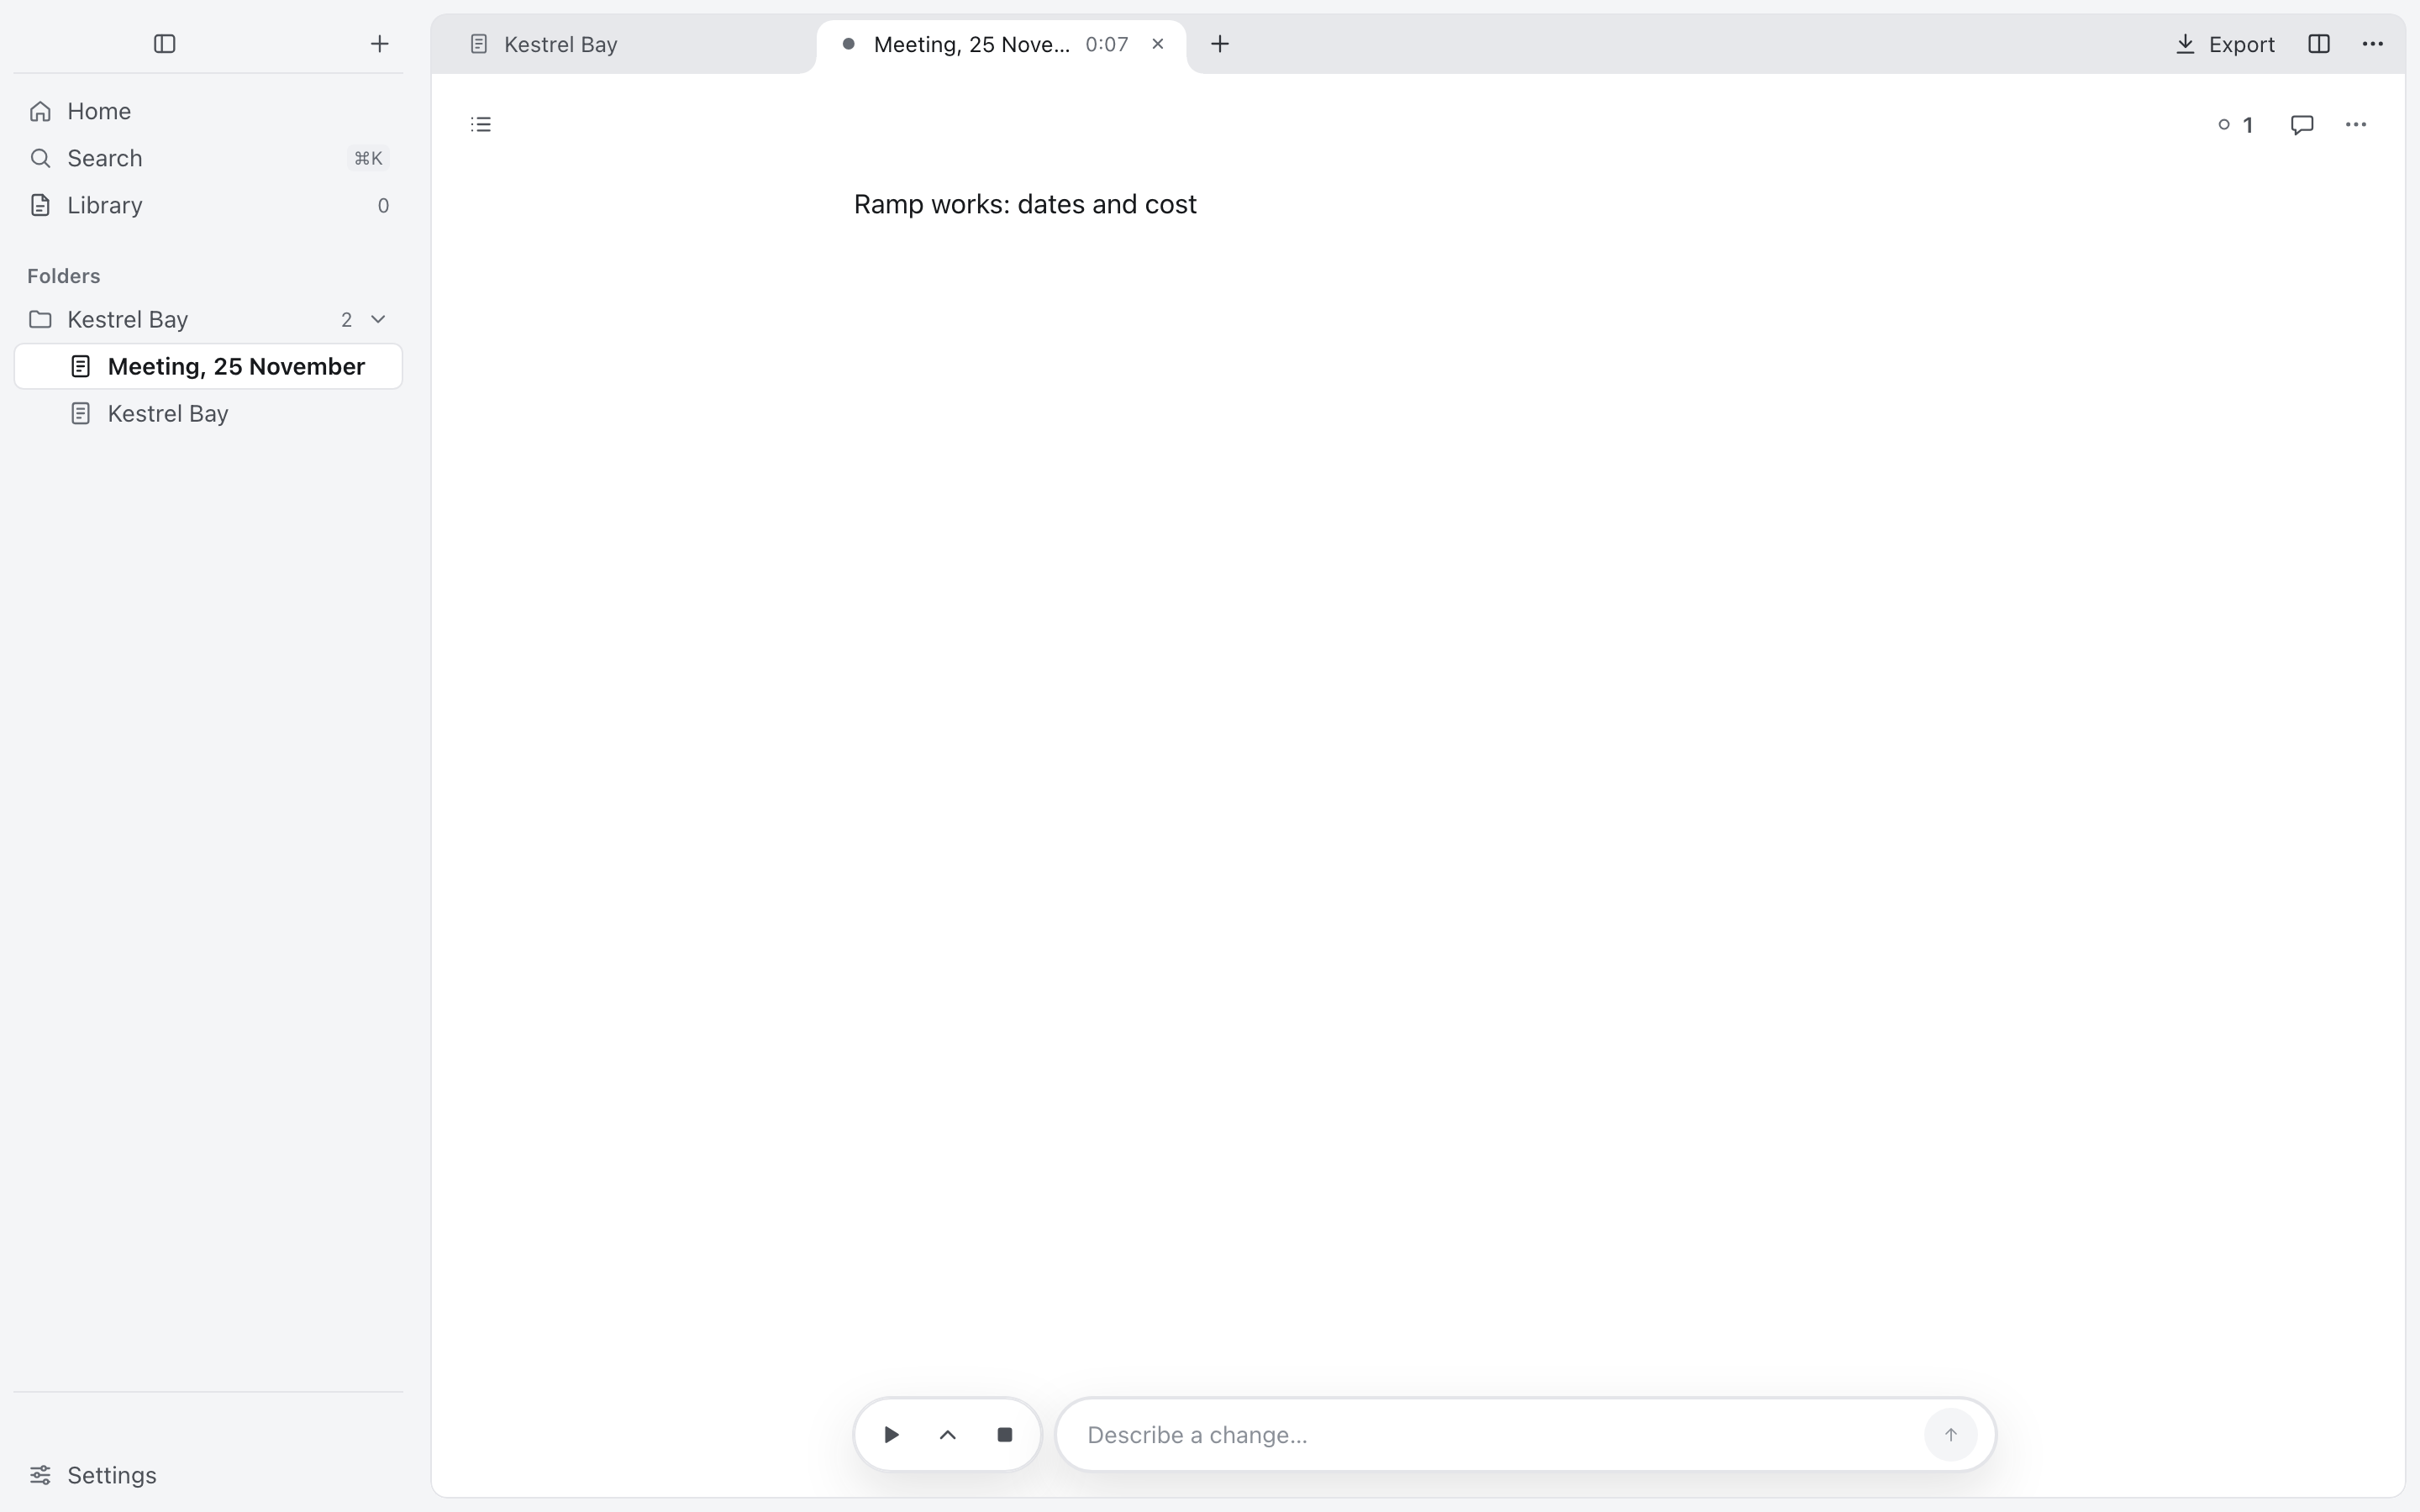 Kestrel Bay
Meeting, 25 Nove... 0:07
Export
Home
Search ⌘K
Library 0
Folders
Kestrel Bay 2
Meeting, 25 November
Kestrel Bay
Settings
1
Ramp works: dates and cost
Describe a change...